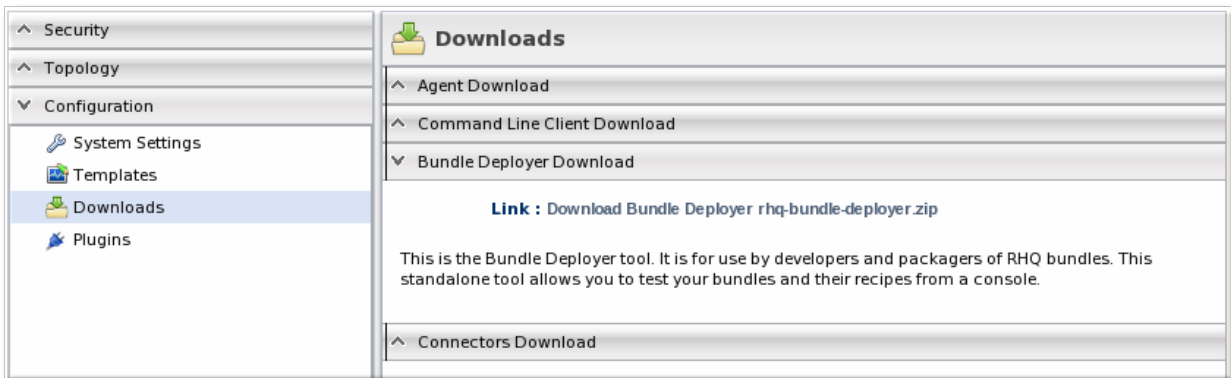 Security
Topology
Configuration
System Settings
Templates
Downloads
Plugins
Downloads
Agent Download
Command Line Client Download
Bundle Deployer Download
Link : Download Bundle Deployer rhq-bundle-deployer.zip
This is the Bundle Deployer tool. It is for use by developers and packagers of RHQ bundles. This
standalone tool allows you to test your bundles and their recipes from a console.
Connectors Download